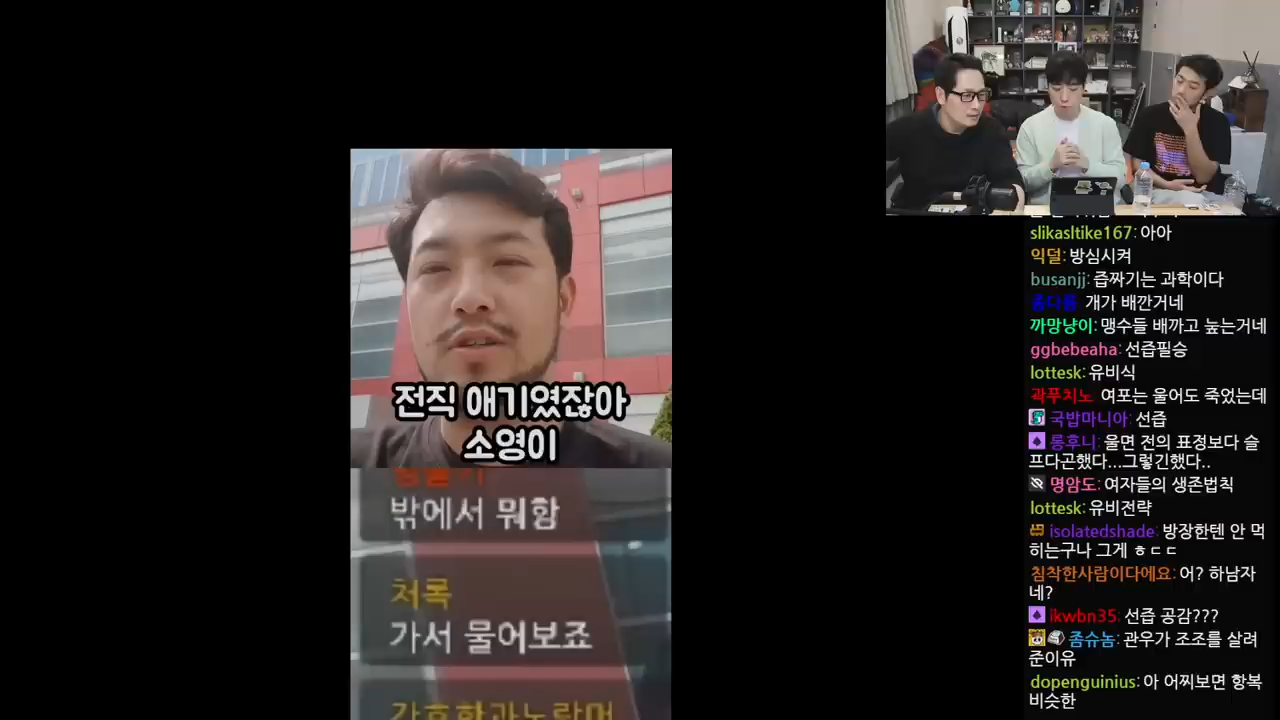 전직 애기였잖아
소영이
밖에서 뭐함
처록
가서 물어보죠
slikasltike167: 아아
익덜: 방심시켜
busanjj: 즙짜기는 과학이다
좀다름 개가 배깐거네
까망냥이: 맹수들 배까고 눞는거네
ggbebeaha: 선즙필승
lottesk: 유비식
곽푸치노 여포는 울어도 죽었는데
국밥마니아: 선즙
롱후니: 울면 전의 표정보다 슬
프다곤했다...그렇긴했다..
명암도: 여자들의 생존법칙
lottesk: 유비전략
isolatedshade: 방장한텐 안 먹
히는구나 그게 ㅎㄷㄷ
침착한사람이다에요: 어? 하남자
네?
ikwbn35: 선즙 공감???
좀슈놈: 관우가 조조를 살려
준이유
dopenguinius: 아 어찌보면 항복
비슷한